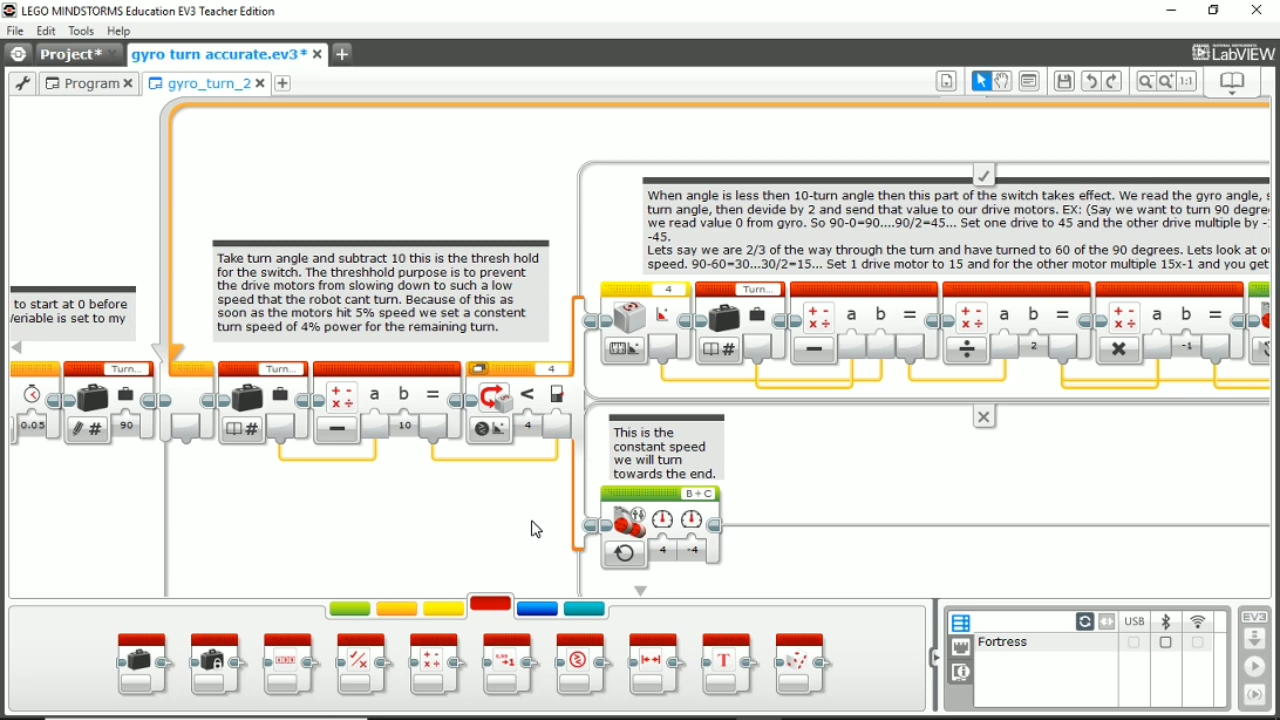 LEGO MINDSTORMS Education EV3 Teacher Edition
File Edit Tools Help
Project* gyro turn accurate.ev3*
NATIONAL INSTRUMENTS LabVIEW
Program gyro_turn_2
1:1
When angle is less then 10-turn angle then this part of the switch takes effect. We read the gyro angle,
turn angle, then devide by 2 and send that value to our drive motors. EX: (Say we want to turn 90 degre
we read value 0 from gyro. So 90-0=90....90/2=45... Set one drive to 45 and the other drive multiple by -
-45.
Lets say we are 2/3 of the way through the turn and have turned to 60 of the 90 degrees. Lets look at
speed. 90-60=30...30/2=15... Set 1 drive motor to 15 and for the other motor multiple 15x-1 and you get
Take turn angle and subtract 10 this is the thresh hold
for the switch. The threshhold purpose is to prevent
the drive motors from slowing down to such a low
speed that the robot cant turn. Because of this as
soon as the motors hit 5% speed we set a constent
turn speed of 4% power for the remaining turn.
to start at 0 before
Veriable is set to my
4 Turn...
a b = a b = a b =
# 2 -1
Turn... Turn... 4
a b = <
0.05 # 90 # 10 4
This is the
constant speed
we will turn
towards the end.
B+C
4 -4
EV3
USB
Fortress
T